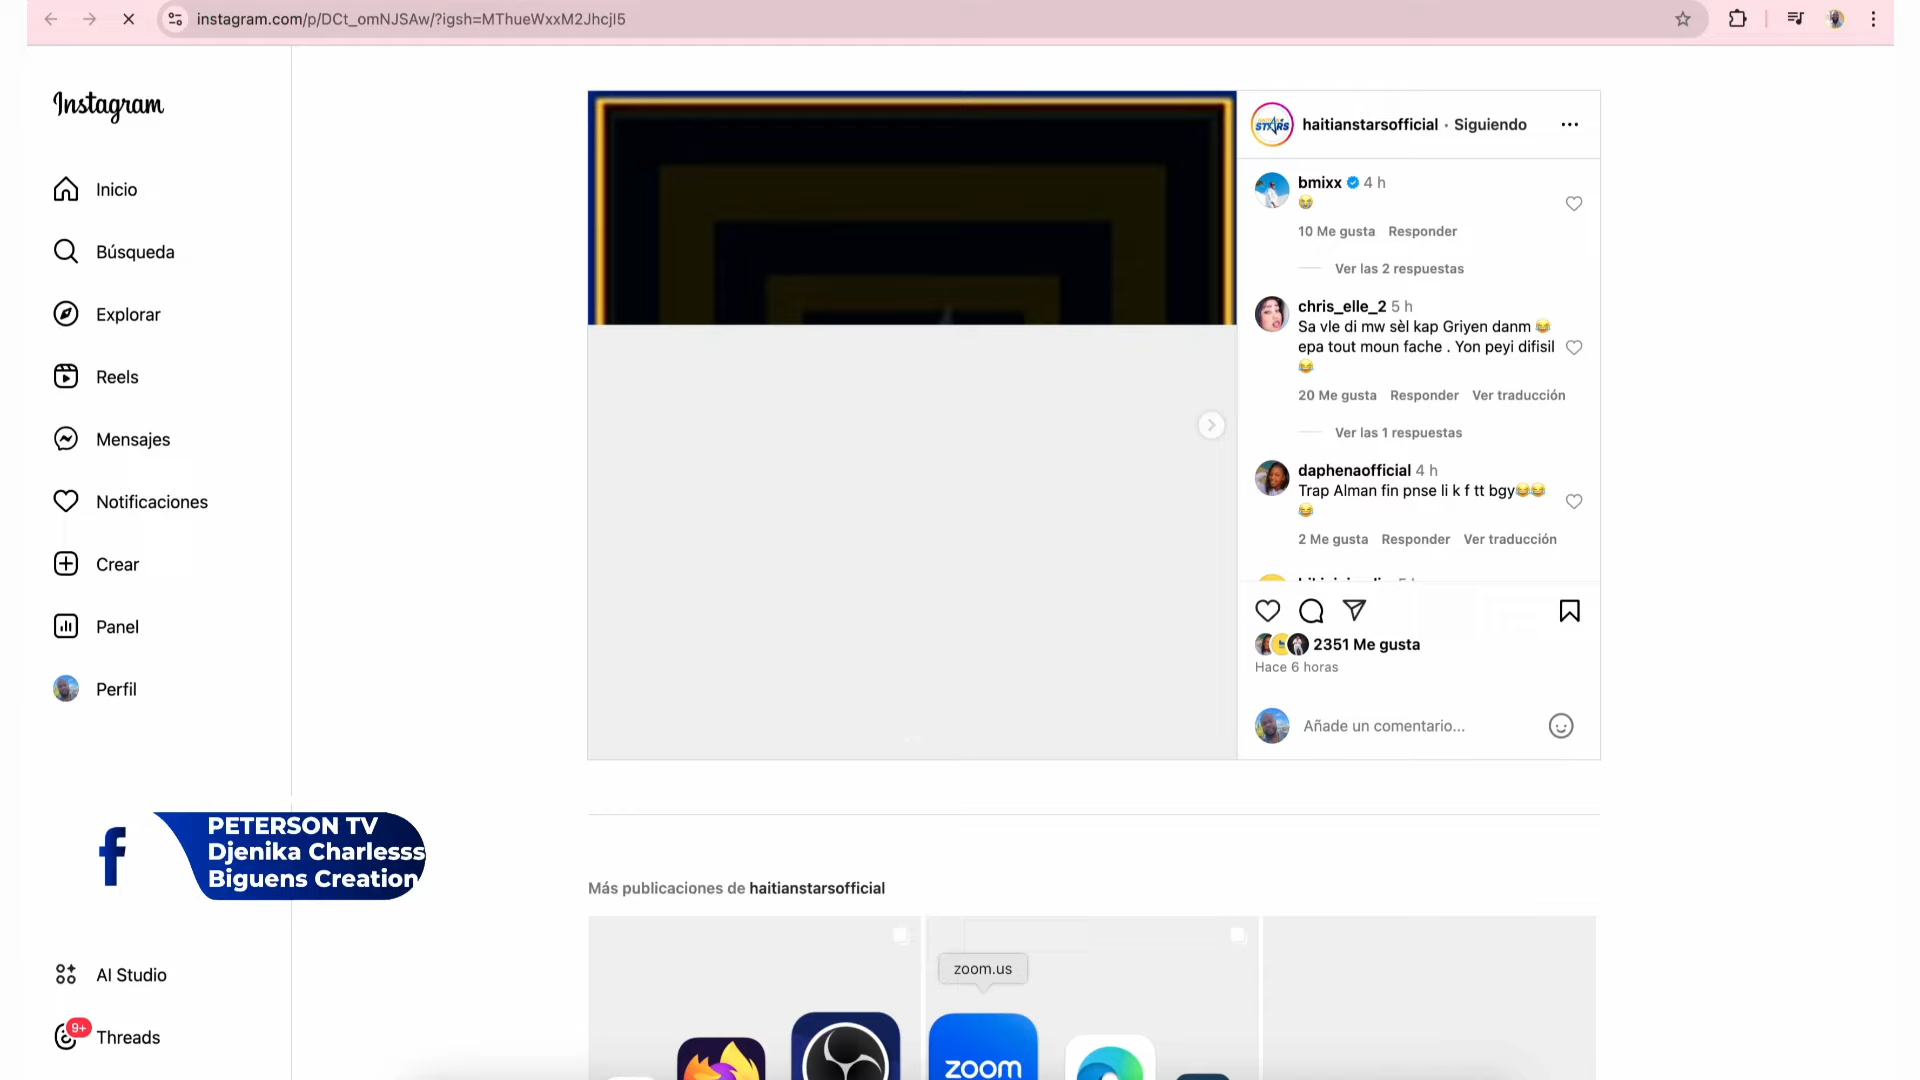 instagram.com/p/DCt_omNJSAw/?igsh=MThueWxxM2JhcjI5
Instagram
Inicio
Búsqueda
Explorar
Reels
Mensajes
Notificaciones
Crear
Panel
Perfil
PETERSON TV
Djenika Charlesss
Biguens Creation
AI Studio
9+
Threads
STARS
haitianstarsofficial • Siguiendo
bmixx 4 h
😂
10 Me gusta Responder
Ver las 2 respuestas
chris_elle_2 5 h
Sa vle di mw sèl kap Griyen danm 😂
epa tout moun fache . Yon peyi difisil
😂
20 Me gusta Responder Ver traducción
Ver las 1 respuestas
daphenaofficial 4 h
Trap Alman fin pnse li k f tt bgy😂😂
😂
2 Me gusta Responder Ver traducción
2351 Me gusta
Hace 6 horas
Añade un comentario...
Más publicaciones de haitianstarsofficial
zoom.us
zoom